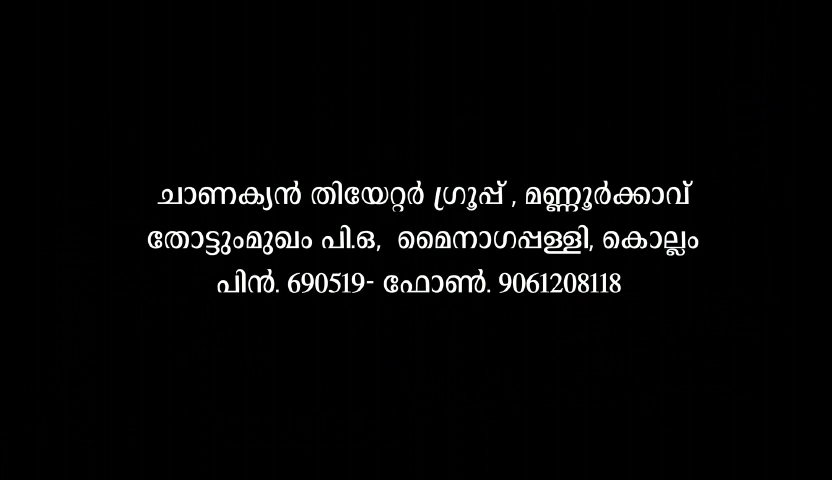 ചാണക്യൻ തിയേറ്റർ ഗ്രൂപ്പ് , മണ്ണൂർക്കാവ്
തോട്ടുംമുഖം പി.ഒ,  മൈനാഗപ്പള്ളി, കൊല്ലം
പിൻ. 690519- ഫോൺ. 9061208118